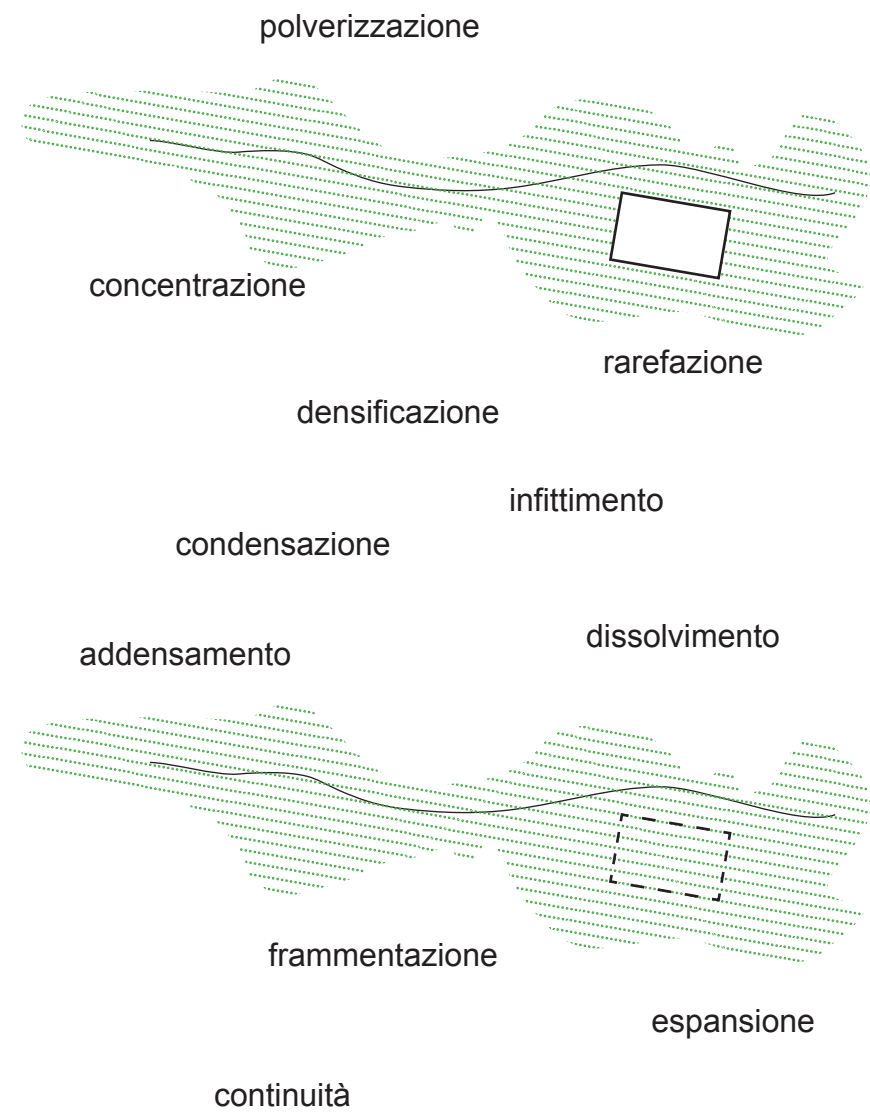 polverizzazione
concentrazione
rarefazione
densificazione
infittimento
condensazione
dissolvimento
addensamento
frammentazione
espansione
continuità